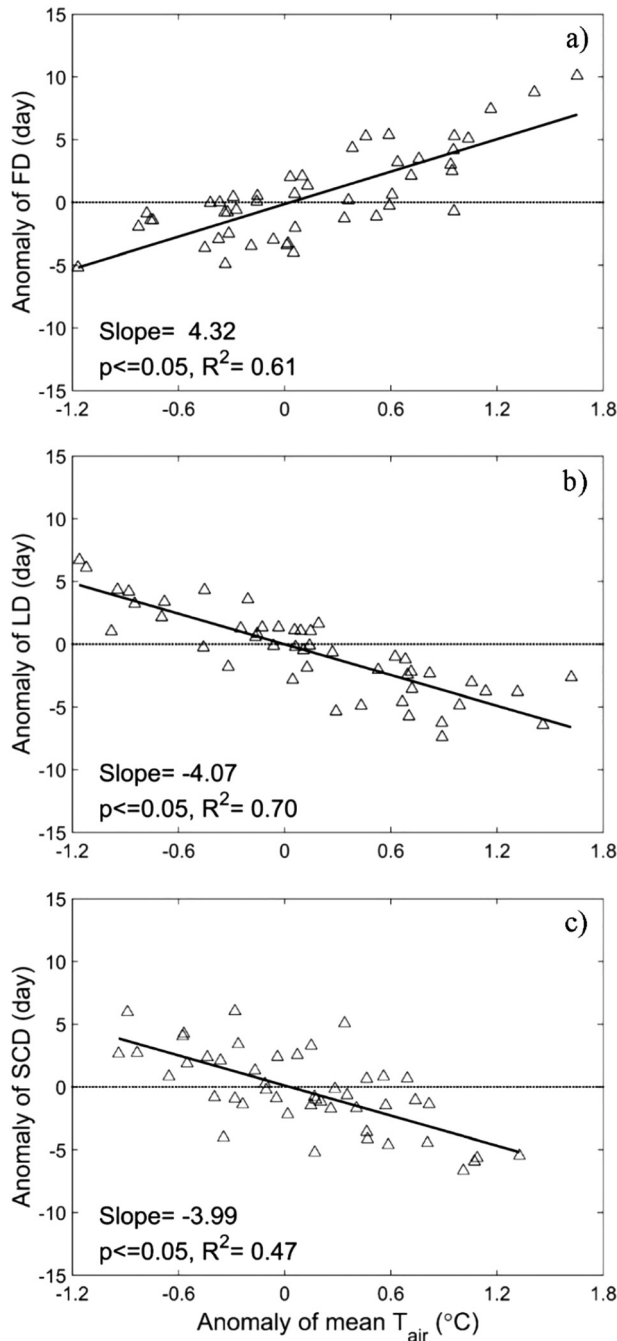 a)
15
10
5
0
-5
-10
-15
Anomaly of FD (day)
Slope= 4.32
p<=0.05, R²= 0.61
-1.2 -0.6 0 0.6 1.2 1.8
b)
15
10
5
0
-5
-10
-15
Anomaly of LD (day)
Slope= -4.07
p<=0.05, R²= 0.70
-1.2 -0.6 0 0.6 1.2 1.8
c)
15
10
5
0
-5
-10
-15
Anomaly of SCD (day)
Slope= -3.99
p<=0.05, R²= 0.47
-1.2 -0.6 0 0.6 1.2 1.8
Anomaly of mean T_air (°C)